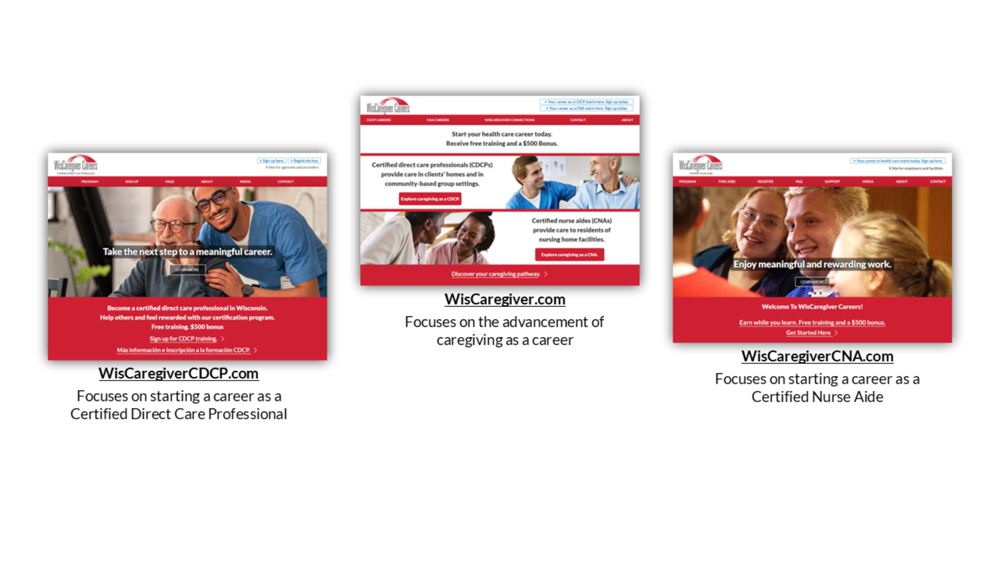 WisCaregiver Careers
Certified Direct Care Professional
Sign up here.
Regístrate hoy.
Site for agencies and providers
PROGRAM SIGN UP FAQS ABOUT MEDIA CONTACT
Take the next step to a meaningful career.
LEARN MORE
Become a certified direct care professional in Wisconsin.
Help others and feel rewarded with our certification program.
Free training. $500 bonus
Sign up for CDCP training.
Más información e inscripción a la formación CDCP.
WisCaregiverCDCP.com
Focuses on starting a career as a
Certified Direct Care Professional
WisCaregiver Careers
Your career as a CDCP starts here. Sign up today.
Your career as a CNA starts here. Sign up today
CDCP CAREERS CNA CAREERS WISCAREGIVER CONNECTIONS CONTACT ABOUT
Start your health care career today.
Receive free training and a $500 Bonus.
Certified direct care professionals (CDCPs)
provide care in clients' homes and in
community-based group settings.
Explore caregiving as a CDCP.
Certified nurse aides (CNAs)
provide care to residents of
nursing home facilities.
Explore caregiving as a CNA.
Discover your caregiving pathway.
WisCaregiver.com
Focuses on the advancement of
caregiving as a career
WisCaregiver Careers
Certified Nurse Aide
Your career in health care starts today. Sign up here.
Site for employers and facilities
PROGRAM FIND JOBS REGISTER FAQ SUPPORT MEDIA ABOUT CONTACT
Enjoy meaningful and rewarding work.
LEARN MORE
Welcome To WisCaregiver Careers!
Earn while you learn. Free training and a $500 bonus.
Get Started Here
WisCaregiverCNA.com
Focuses on starting a career as a
Certified Nurse Aide